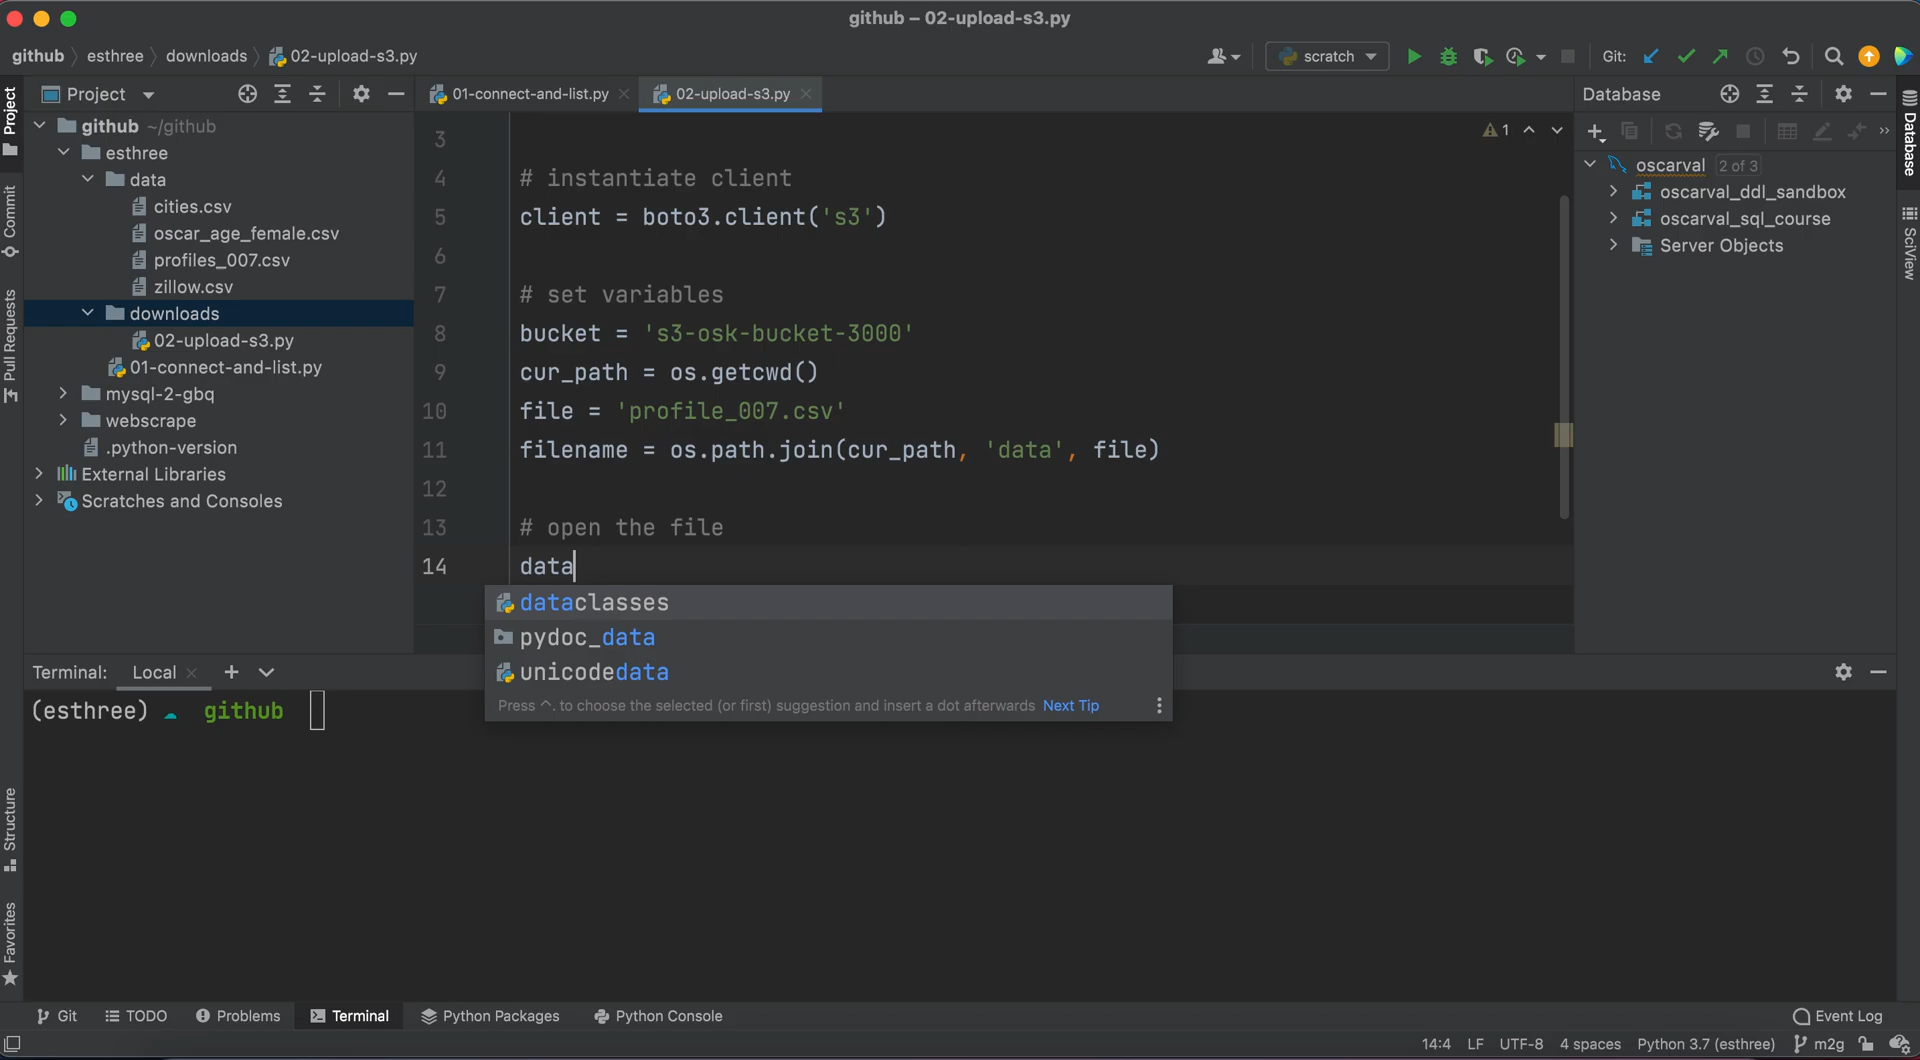 github – 02-upload-s3.py
github esthree downloads 02-upload-s3.py
scratch Git:
Project
01-connect-and-list.py
02-upload-s3.py
Database
Project
Commit
Pull Requests
Structure
Favorites
github ~/github
esthree
data
cities.csv
oscar_age_female.csv
profiles_007.csv
zillow.csv
downloads
02-upload-s3.py
01-connect-and-list.py
mysql-2-gbq
webscrape
.python-version
External Libraries
Scratches and Consoles
1
3
4 # instantiate client
5 client = boto3.client('s3')
6
7 # set variables
8 bucket = 's3-osk-bucket-3000'
9 cur_path = os.getcwd()
10 file = 'profile_007.csv'
11 filename = os.path.join(cur_path, 'data', file)
12
13 # open the file
14 data
dataclasses
pydoc_data
unicodedata
Press ^. to choose the selected (or first) suggestion and insert a dot afterwards Next Tip
oscarval 2 of 3
oscarval_ddl_sandbox
oscarval_sql_course
Server Objects
Database
SciView
Terminal: Local
(esthree) github
Git TODO Problems Terminal Python Packages Python Console Event Log
14:4 LF UTF-8 4 spaces Python 3.7 (esthree) m2g